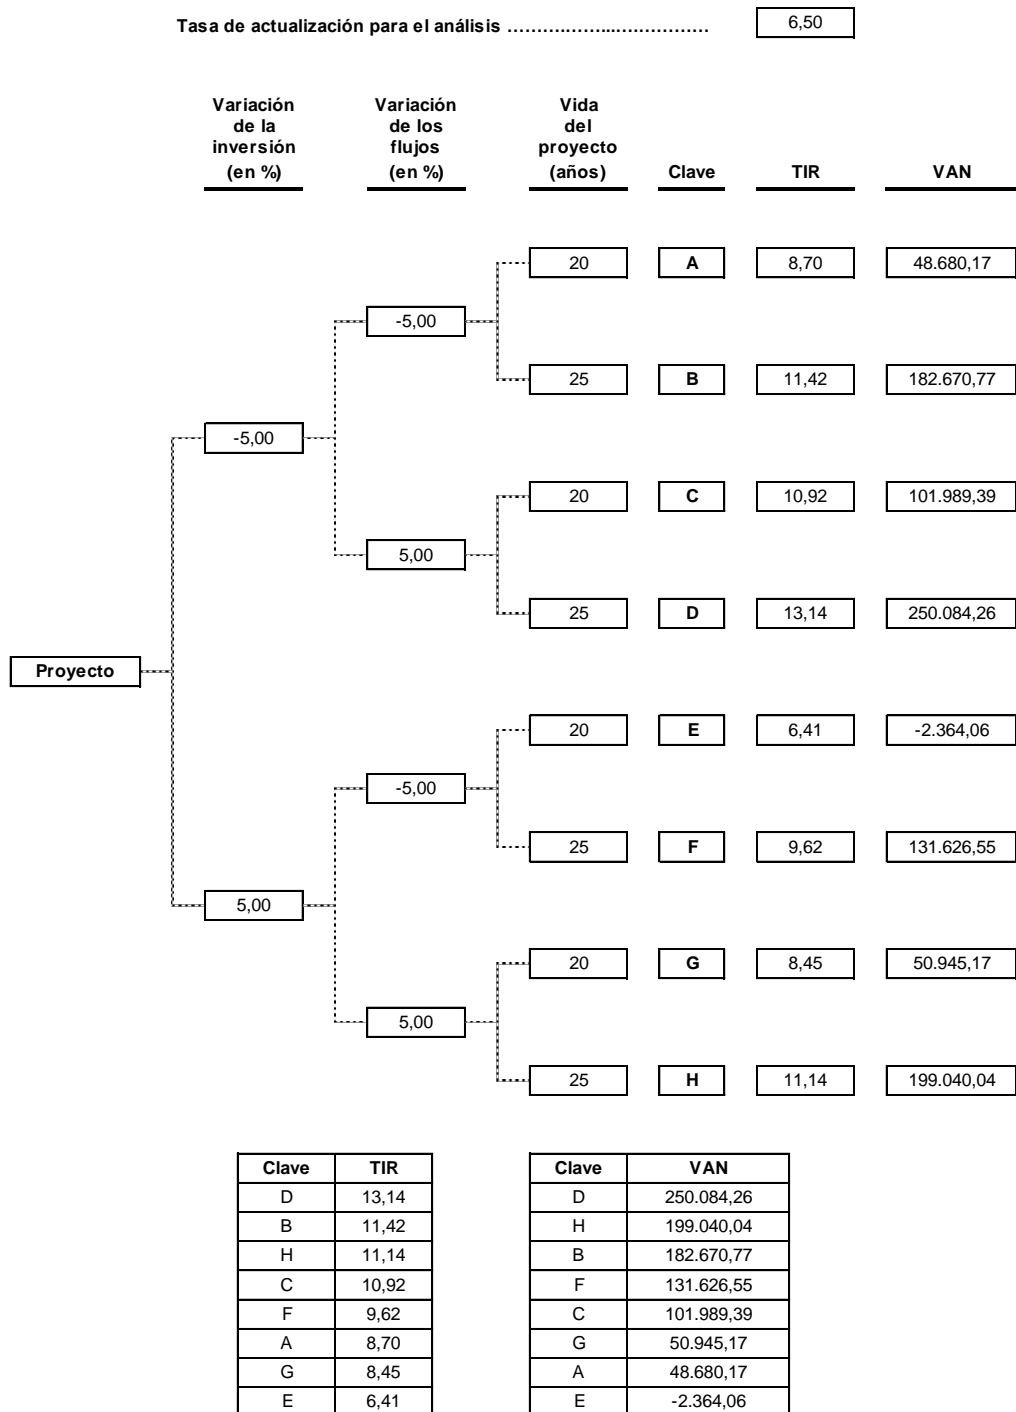 Tasa de actualización para el análisis ……….……...….………… 6,50
Variación de la inversión (en %)
Variación de los flujos (en %)
Vida del proyecto (años)
Clave
TIR
VAN
20 A 8,70 48.680,17
-5,00
25 B 11,42 182.670,77
-5,00
20 C 10,92 101.989,39
5,00
25 D 13,14 250.084,26
Proyecto
20 E 6,41 -2.364,06
-5,00
25 F 9,62 131.626,55
5,00
20 G 8,45 50.945,17
5,00
25 H 11,14 199.040,04
Clave TIR
D 13,14
B 11,42
H 11,14
C 10,92
F 9,62
A 8,70
G 8,45
E 6,41
Clave VAN
D 250.084,26
H 199.040,04
B 182.670,77
F 131.626,55
C 101.989,39
G 50.945,17
A 48.680,17
E -2.364,06